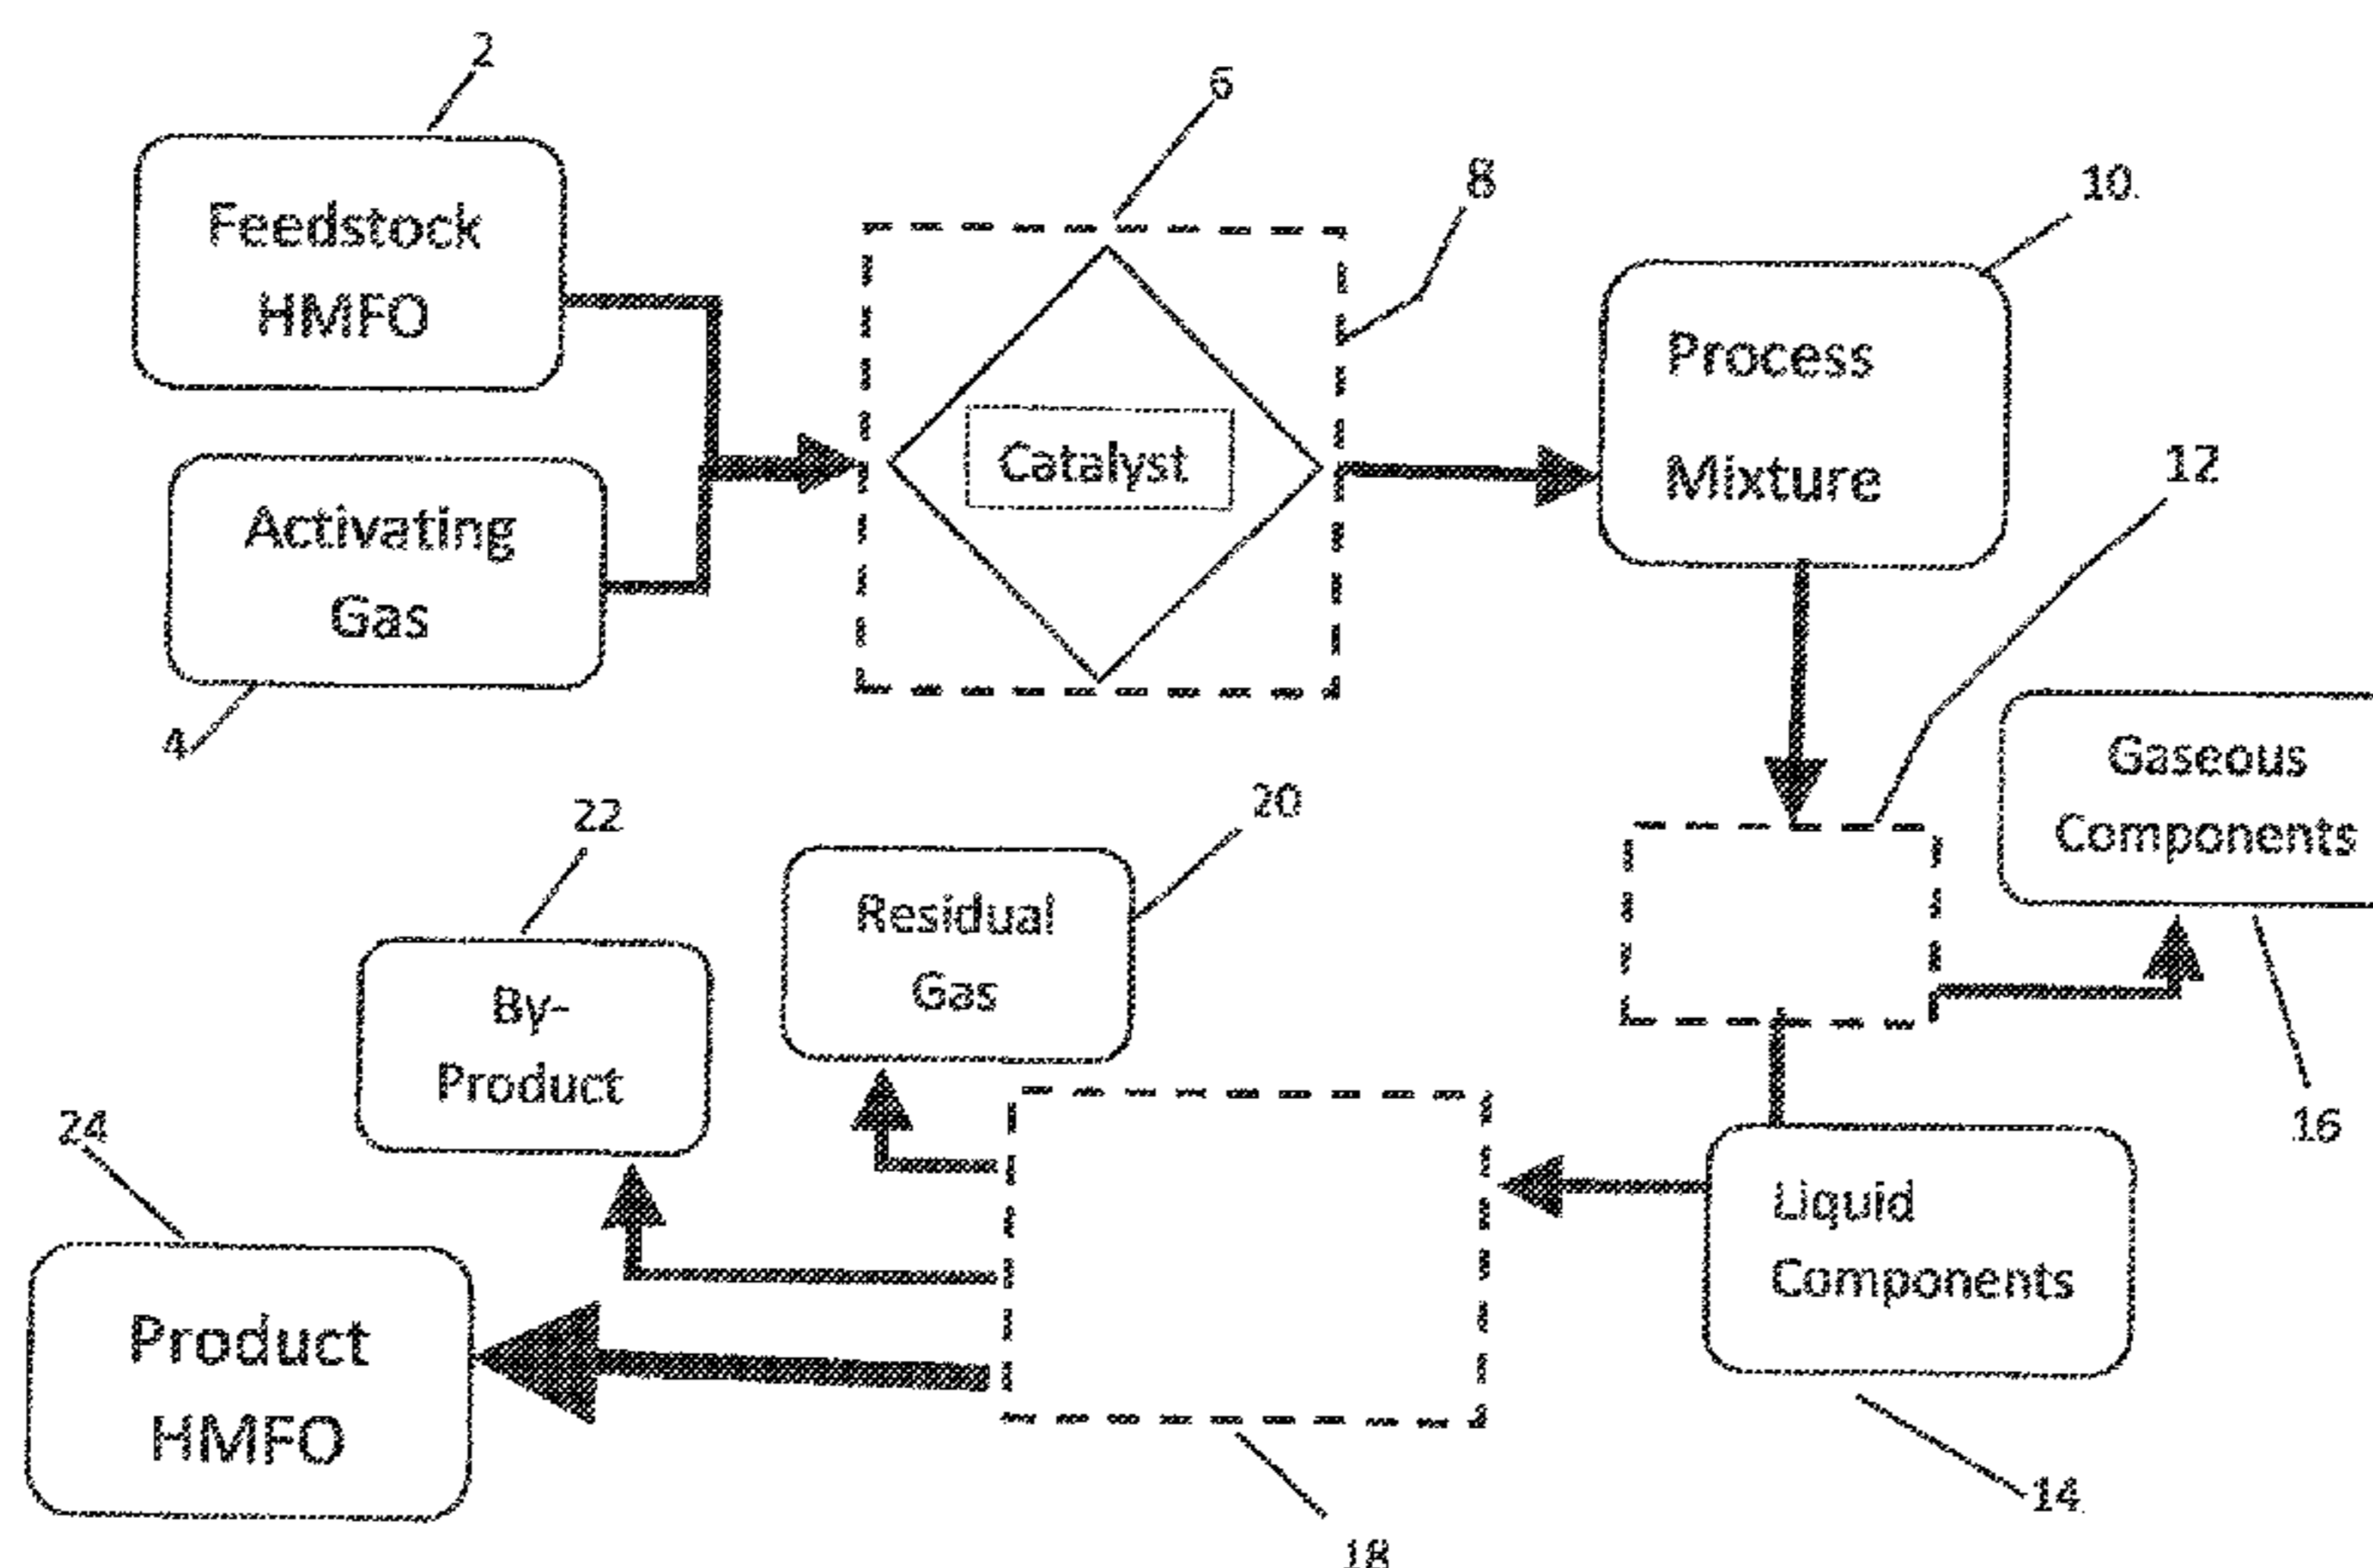 2
6
8
10
Feedstock
HMFO
Process
Mixture
Catalyst
12
Activating
Gas
4
Gaseous
Components
22
20
Residual
Gas
By-
Product
16
24
Liquid
Components
Product
HMFO
14
18